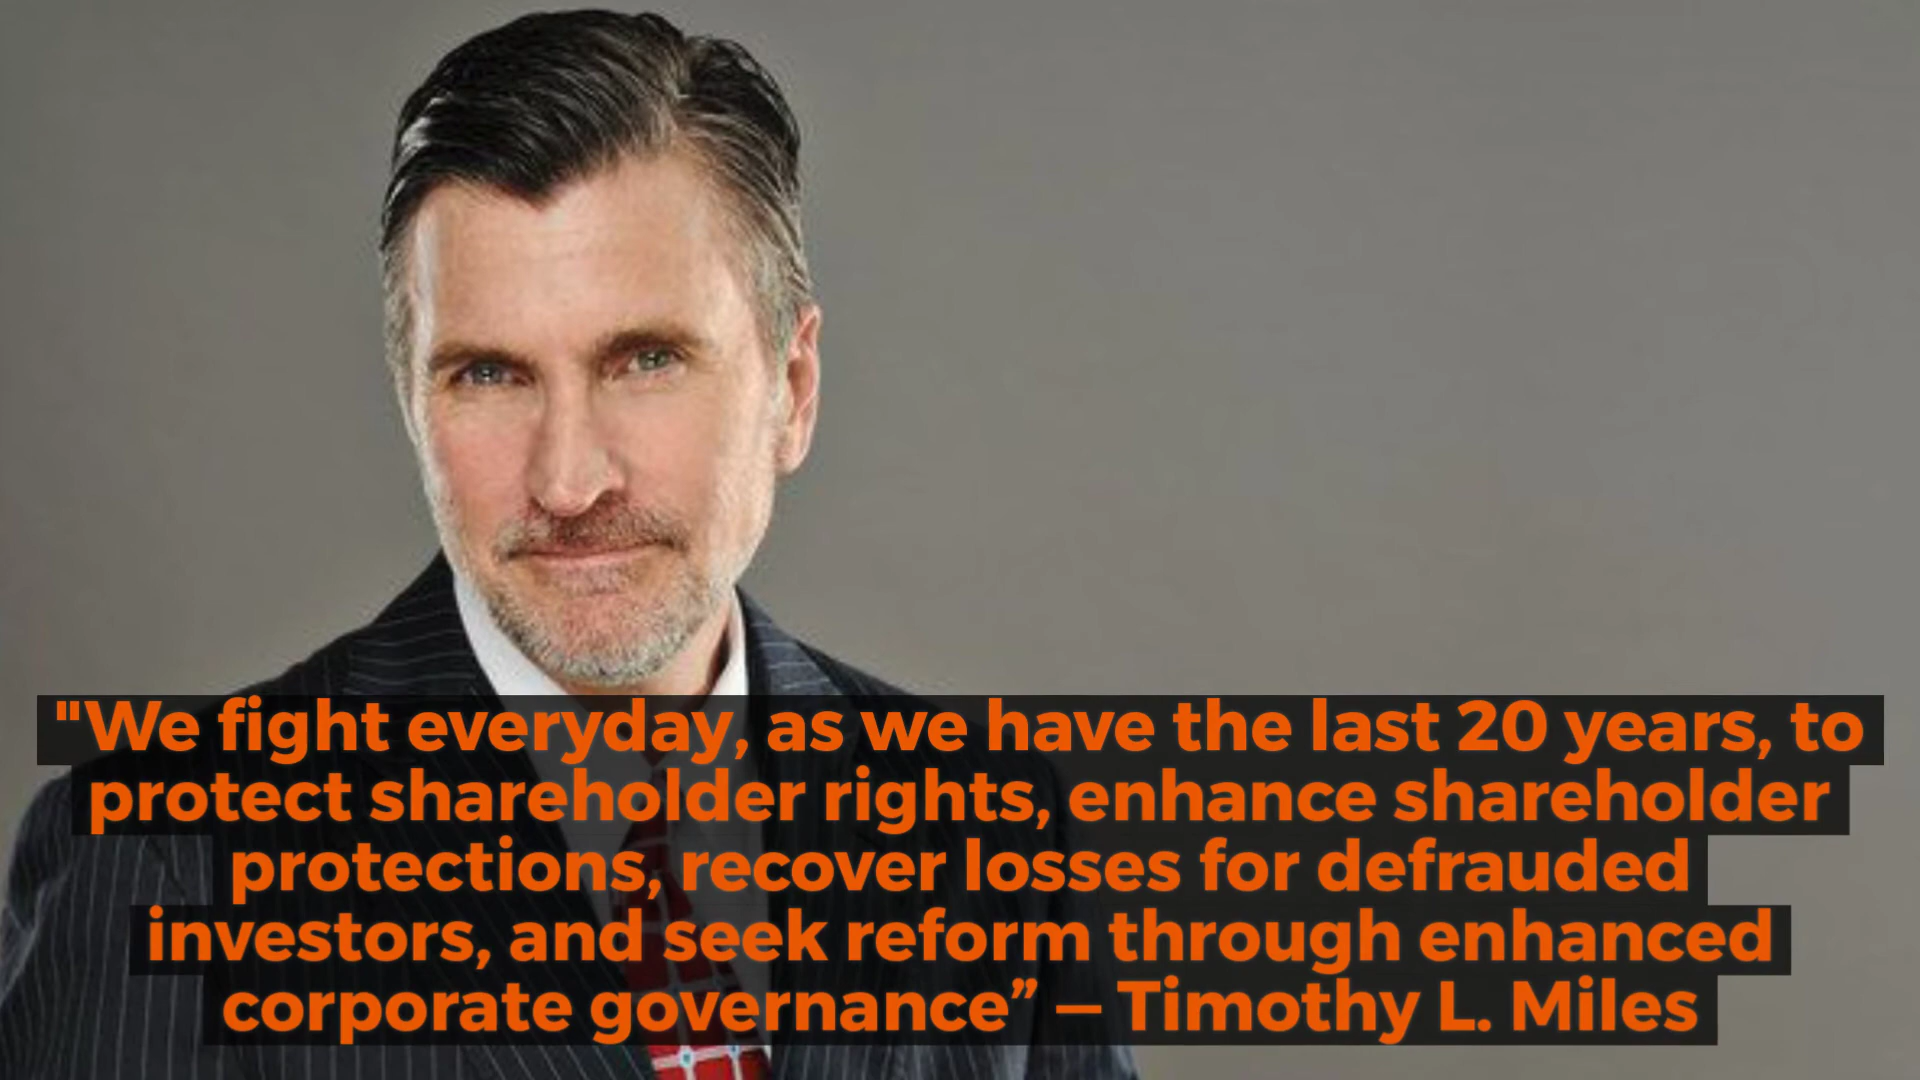 "We fight everyday, as we have the last 20 years, to
protect shareholder rights, enhance shareholder
protections, recover losses for defrauded
investors, and seek reform through enhanced
corporate governance” — Timothy L. Miles